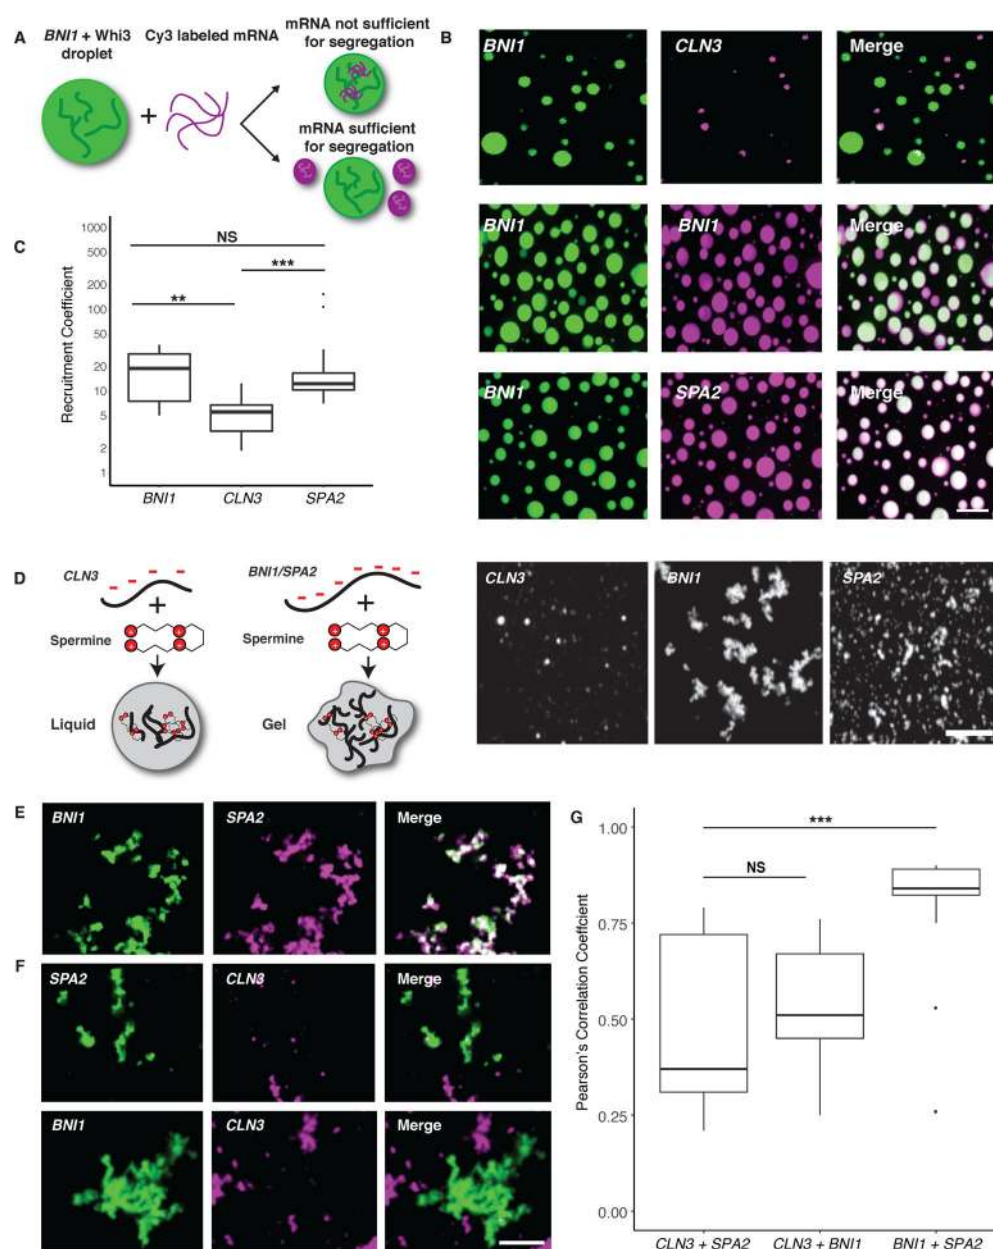 A
BNI1 + Whi3
droplet
+
Cy3 labeled mRNA
mRNA not sufficient
for segregation
mRNA sufficient
for segregation
B
BNI1
CLN3
Merge
BNI1
BNI1
Merge
BNI1
SPA2
Merge
C
Recruitment Coefficient
1000
500
200
100
50
20
10
5
2
1
NS
**
***
BNI1
CLN3
SPA2
D
CLN3
+
Spermine
Liquid
BNI1/SPA2
+
Spermine
Gel
CLN3
BNI1
SPA2
E
BNI1
SPA2
Merge
F
SPA2
CLN3
Merge
BNI1
CLN3
Merge
G
Pearson's Correlation Coeffcient
1.00
0.75
0.50
0.25
0.00
***
NS
CLN3 + SPA2
CLN3 + BNI1
BNI1 + SPA2